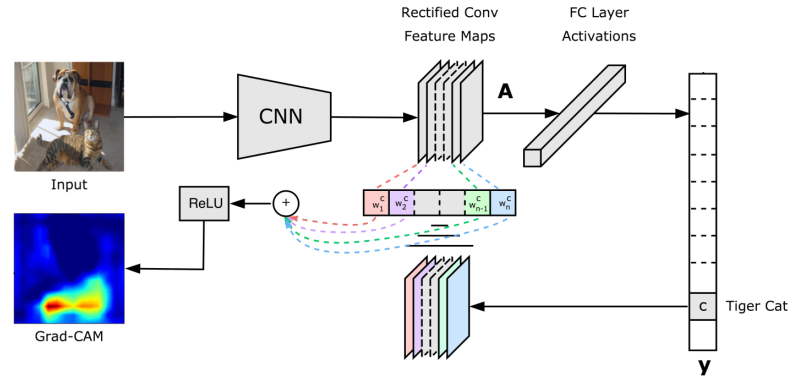 Rectified Conv
Feature Maps
FC Layer
Activations
CNN
A
Input
ReLU
+
w₁ᶜ w₂ᶜ wₙ₋₁ᶜ wₙᶜ
c
Tiger Cat
Grad-CAM
y